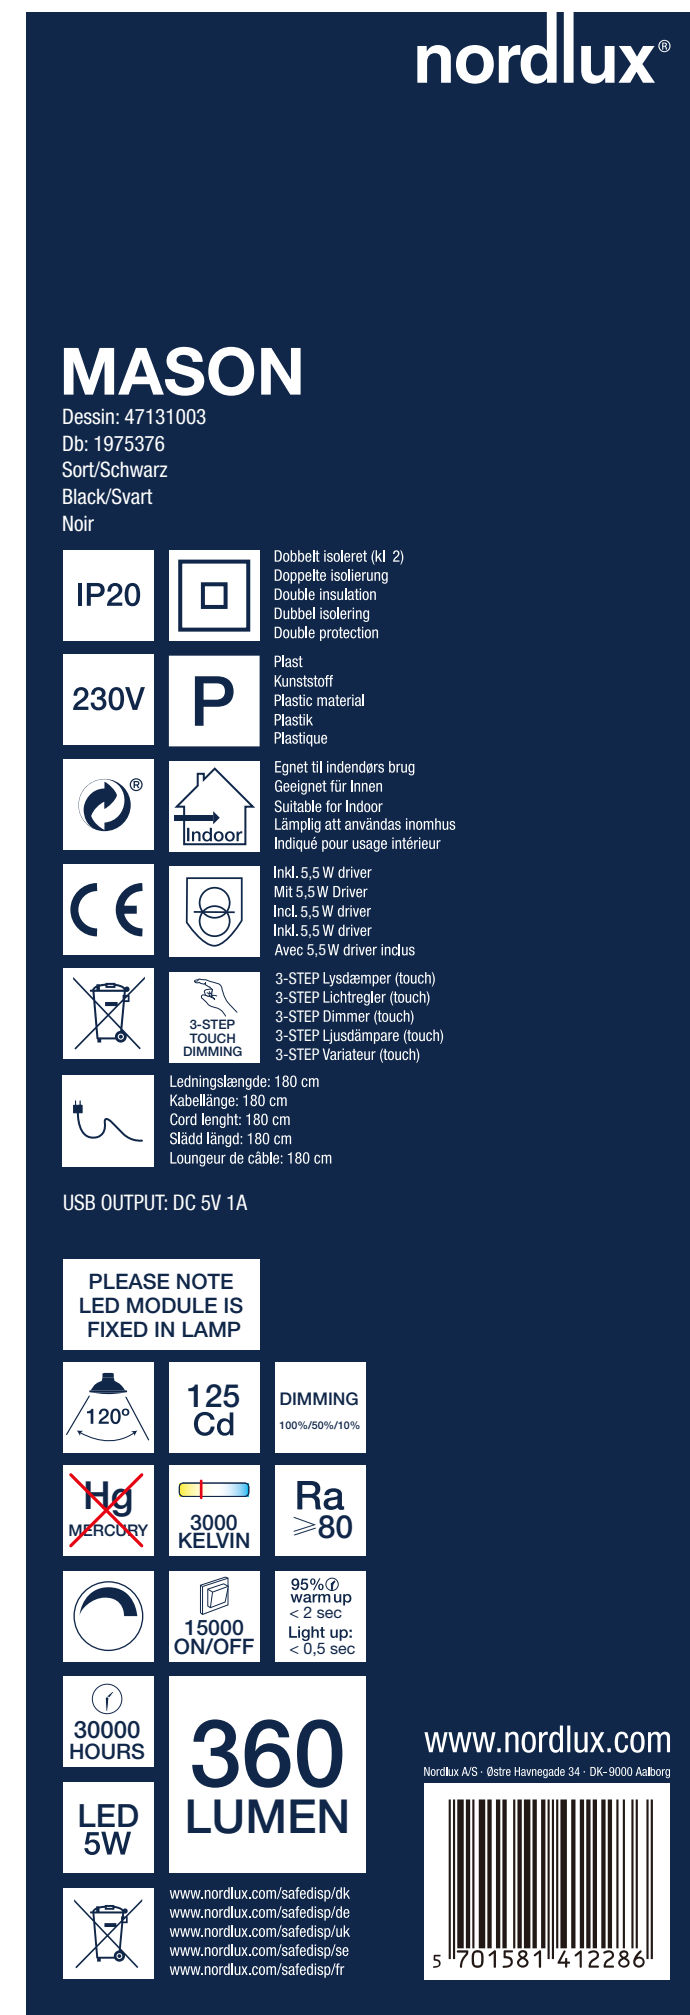 nordlux®
MASON
Dessin: 47131003
Db: 1975376
Sort/Schwarz
Black/Svart
Noir
IP20
Dobbelt isoleret (kl 2)
Doppelte isolierung
Double insulation
Dubbel isolering
Double protection
230V
P
Plast
Kunststoff
Plastic material
Plastik
Plastique
®
Indoor
Egnet til indendørs brug
Geeignet für Innen
Suitable for Indoor
Lämplig att användas inomhus
Indiqué pour usage intérieur
CE
Inkl. 5,5 W driver
Mit 5,5 W Driver
Incl. 5,5 W driver
Inkl. 5,5 W driver
Avec 5,5 W driver inclus
3-STEP
TOUCH
DIMMING
3-STEP Lysdæmper (touch)
3-STEP Lichtregler (touch)
3-STEP Dimmer (touch)
3-STEP Ljusdämpare (touch)
3-STEP Variateur (touch)
Ledningslængde: 180 cm
Kabellänge: 180 cm
Cord lenght: 180 cm
Slädd längd: 180 cm
Loungeur de câble: 180 cm
USB OUTPUT: DC 5V 1A
PLEASE NOTE
LED MODULE IS
FIXED IN LAMP
120º
125
Cd
DIMMING
100%/50%/10%
Hg
MERCURY
3000
KELVIN
Ra
⩾80
15000
ON/OFF
95%
warm up
< 2 sec
Light up:
< 0,5 sec
30000
HOURS
360
LUMEN
LED
5W
www.nordlux.com
Nordlux A/S · Østre Havnegade 34 · DK-9000 Aalborg
www.nordlux.com/safedisp/dk
www.nordlux.com/safedisp/de
www.nordlux.com/safedisp/uk
www.nordlux.com/safedisp/se
www.nordlux.com/safedisp/fr
5 701581 412286